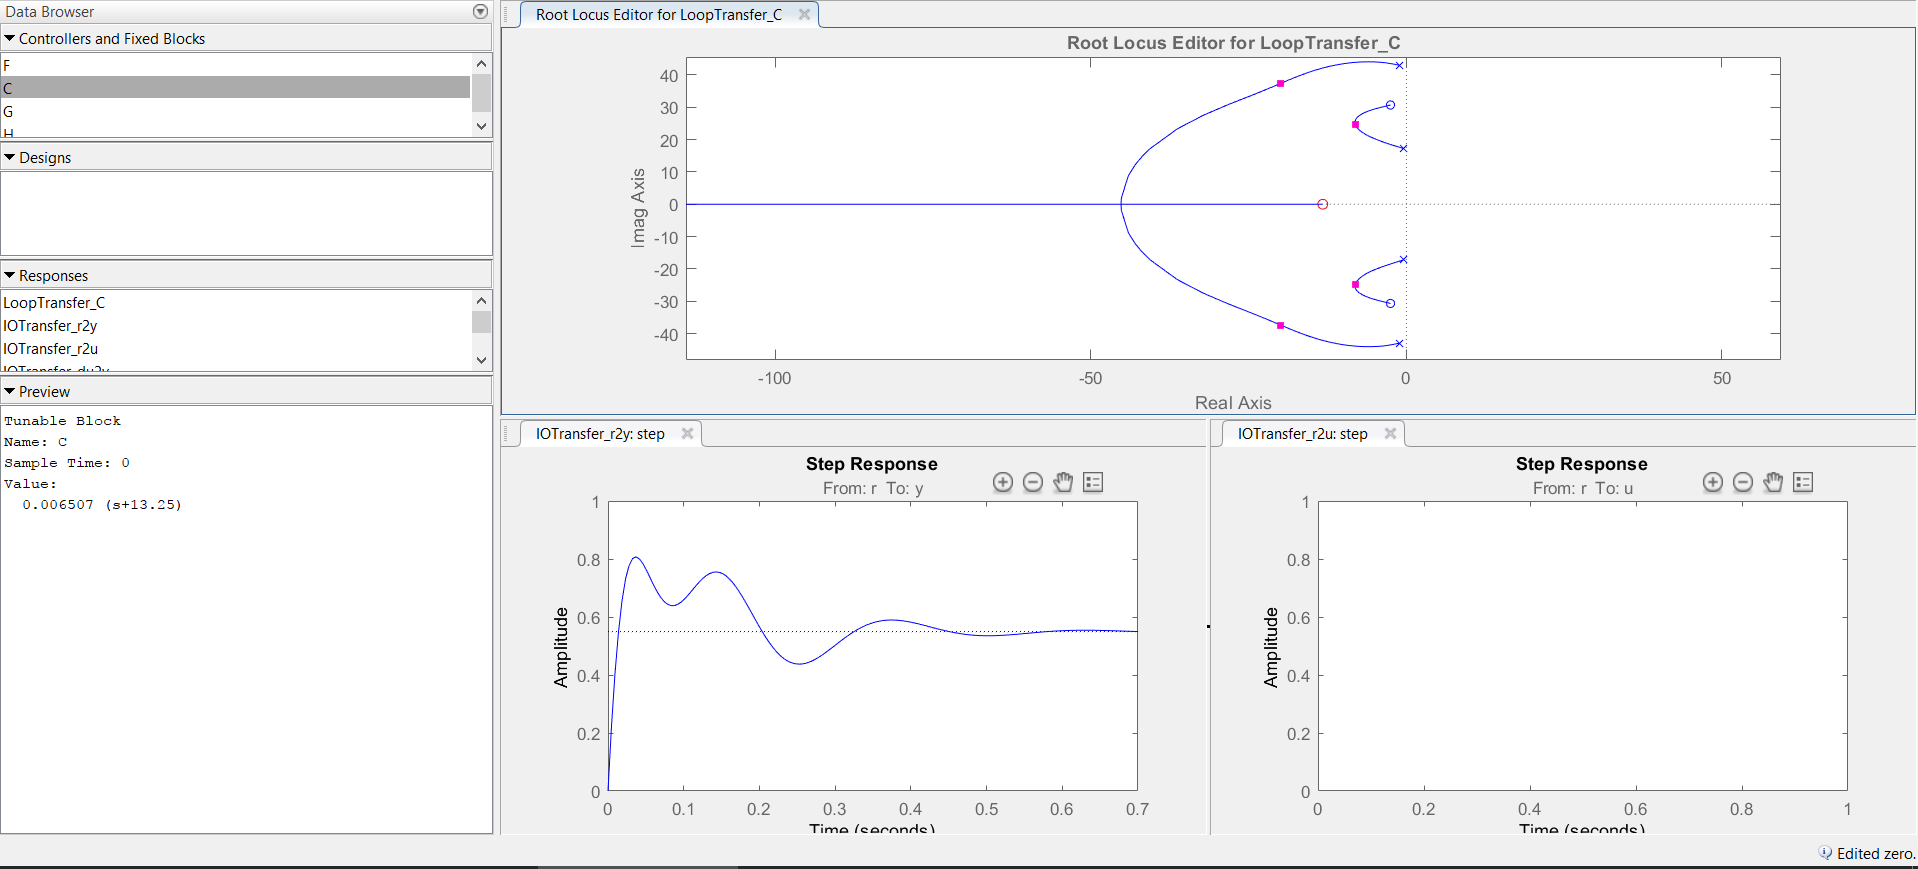 Data Browser
Controllers and Fixed Blocks
F
C
G
H
Designs
Responses
LoopTransfer_C
IOTransfer_r2y
IOTransfer_r2u
IOTransfer_du2y
Preview
Tunable Block
Name: C
Sample Time: 0
Value:
0.006507 (s+13.25)
Root Locus Editor for LoopTransfer_C
Root Locus Editor for LoopTransfer_C
Imag Axis
40
30
20
10
0
-10
-20
-30
-40
-100 -50 0 50
Real Axis
IOTransfer_r2y: step
Step Response
From: r To: y
Amplitude
1
0.8
0.6
0.4
0.2
0
0 0.1 0.2 0.3 0.4 0.5 0.6 0.7
Time (seconds)
IOTransfer_r2u: step
Step Response
From: r To: u
Amplitude
1
0.8
0.6
0.4
0.2
0
0 0.2 0.4 0.6 0.8 1
Time (seconds)
Edited zero.